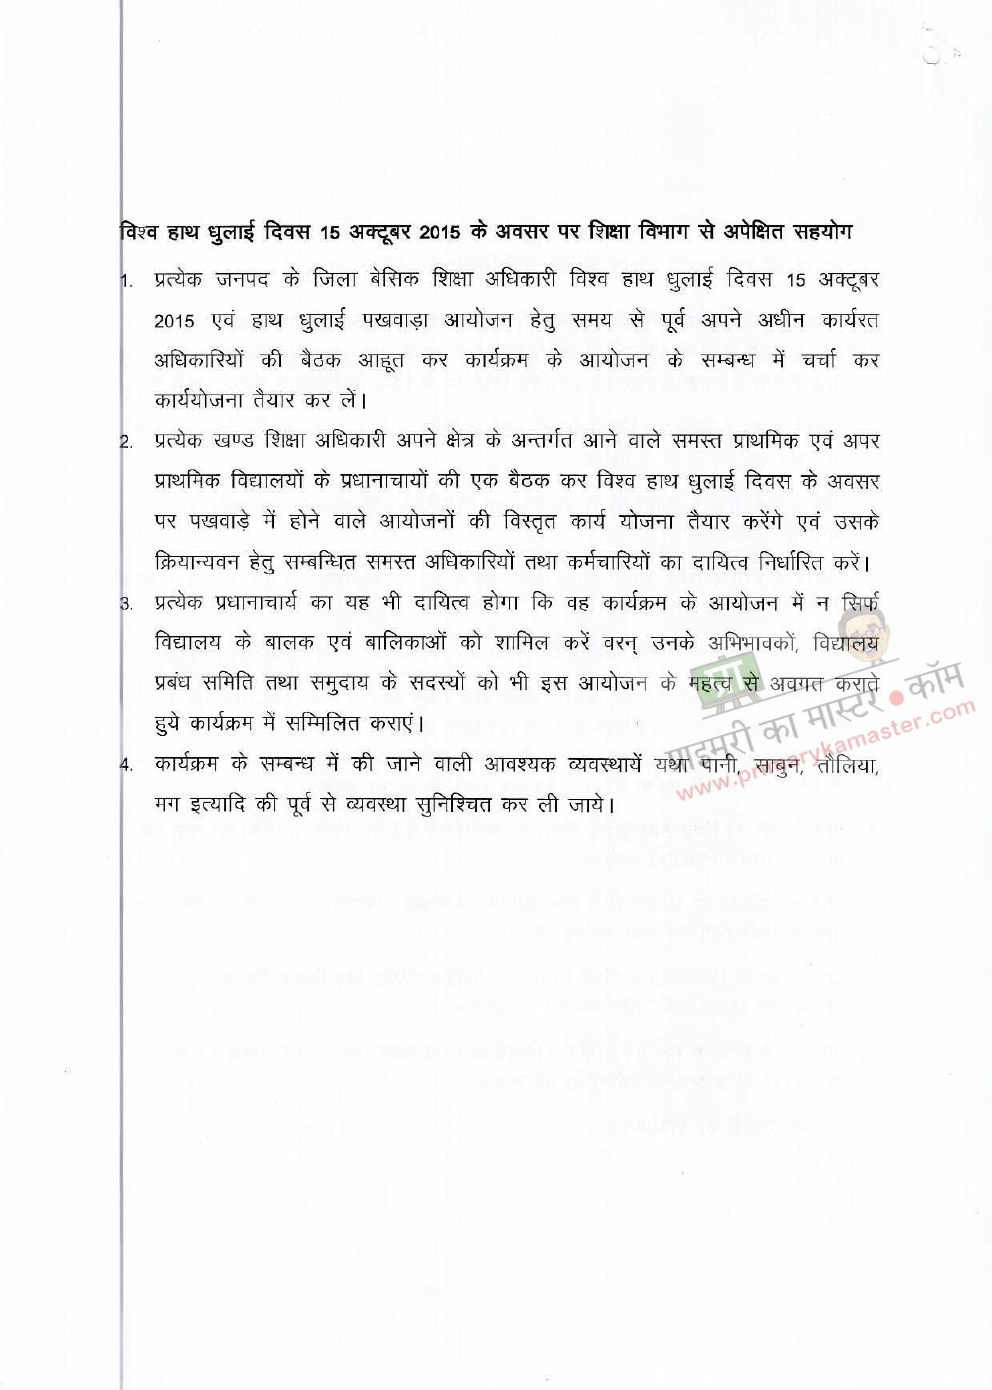 विश्व हाथ धुलाई दिवस 15 अक्टूबर 2015 के अवसर पर शिक्षा विभाग से अपेक्षित सहयोग
1. प्रत्येक जनपद के जिला बेसिक शिक्षा अधिकारी विश्व हाथ धुलाई दिवस 15 अक्टूबर
2015 एवं हाथ धुलाई पखवाड़ा आयोजन हेतु समय से पूर्व अपने अधीन कार्यरत
अधिकारियों की बैठक आहूत कर कार्यक्रम के आयोजन के सम्बन्ध में चर्चा कर
कार्ययोजना तैयार कर लें।
2. प्रत्येक खण्ड शिक्षा अधिकारी अपने क्षेत्र के अन्तर्गत आने वाले समस्त प्राथमिक एवं अपर
प्राथमिक विद्यालयों के प्रधानाचायों की एक बैठक कर विश्व हाथ धुलाई दिवस के अवसर
पर पखवाड़े में होने वाले आयोजनों की विस्तृत कार्य योजना तैयार करेंगे एवं उसके
क्रियान्यवन हेतु सम्बन्धित समस्त अधिकारियों तथा कर्मचारियों का दायित्व निर्धारित करें।
3. प्रत्येक प्रधानाचार्य का यह भी दायित्व होगा कि वह कार्यक्रम के आयोजन में न सिर्फ
विद्यालय के बालक एवं बालिकाओं को शामिल करें वरन् उनके अभिभावकों, विद्यालय
प्रबंध समिति तथा समुदाय के सदस्यों को भी इस आयोजन के महत्व से अवगत कराते
हुये कार्यक्रम में सम्मिलित कराएं।
4. कार्यक्रम के सम्बन्ध में की जाने वाली आवश्यक व्यवस्थायें यथा पानी, साबुन, तौलिया,
मग इत्यादि की पूर्व से व्यवस्था सुनिश्चित कर ली जाये।
प्रा
प्राइमरी का मास्टर ● कॉम
www.primarykamaster.com